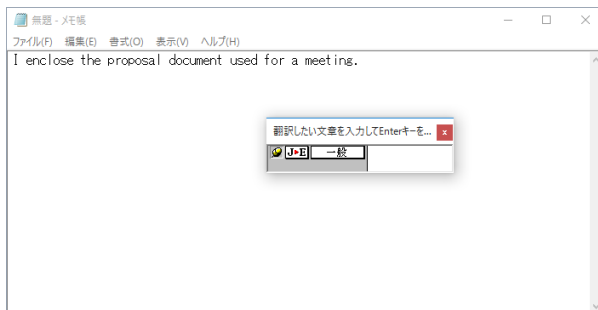 無題 - メモ帳
ファイル(F) 編集(E) 書式(O) 表示(V) ヘルプ(H)
I enclose the proposal document used for a meeting.
翻訳したい文章を入力してEnterキーを...
J▸E 一般